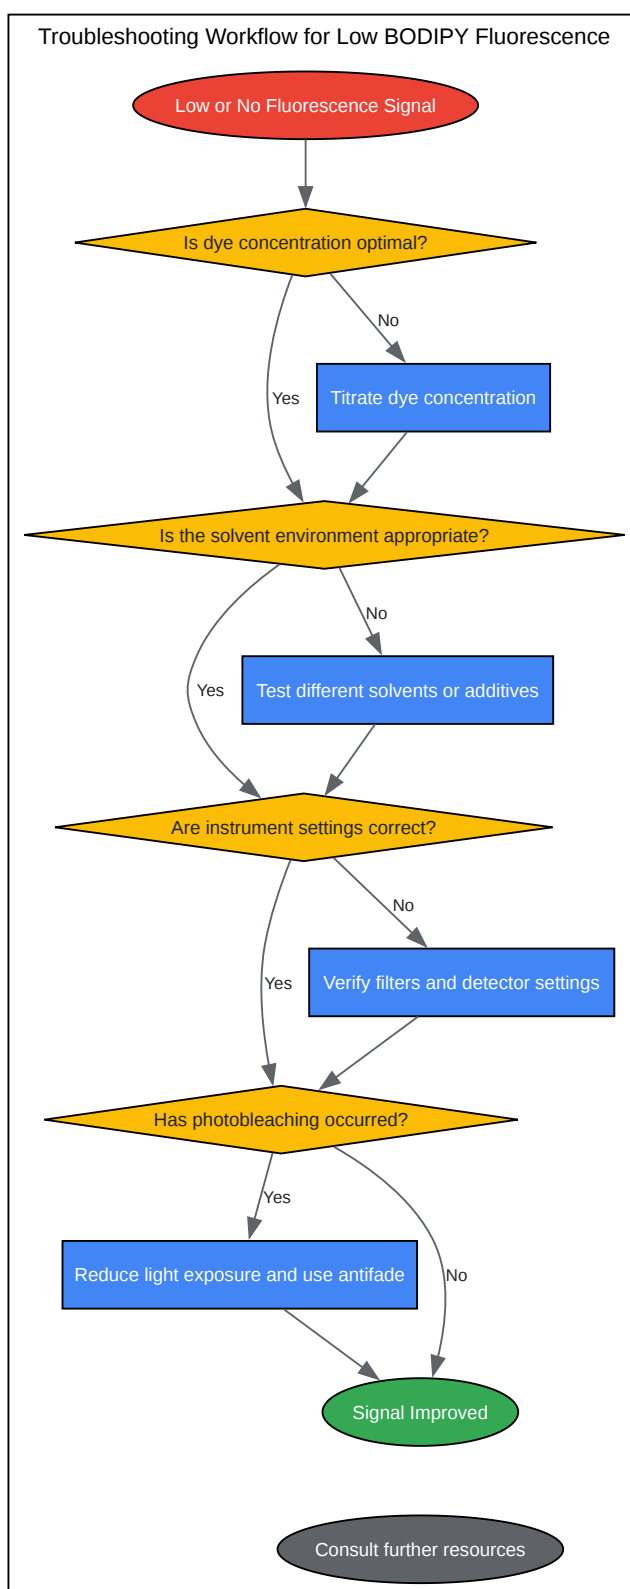 Troubleshooting Workflow for Low BODIPY Fluorescence
Low or No Fluorescence Signal
Is dye concentration optimal?
No
Yes
Titrate dye concentration
Is the solvent environment appropriate?
No
Yes
Test different solvents or additives
Are instrument settings correct?
No
Yes
Verify filters and detector settings
Has photobleaching occurred?
Yes
Reduce light exposure and use antifade
No
Signal Improved
Consult further resources